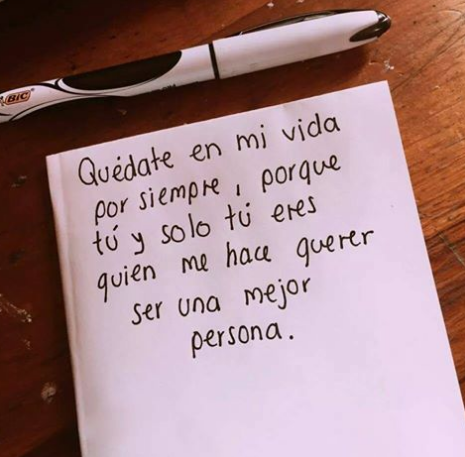 BIC
Quédate en mi vida
por siempre, porque
tú y solo tú eres
quien me hace querer
ser una mejor
persona.